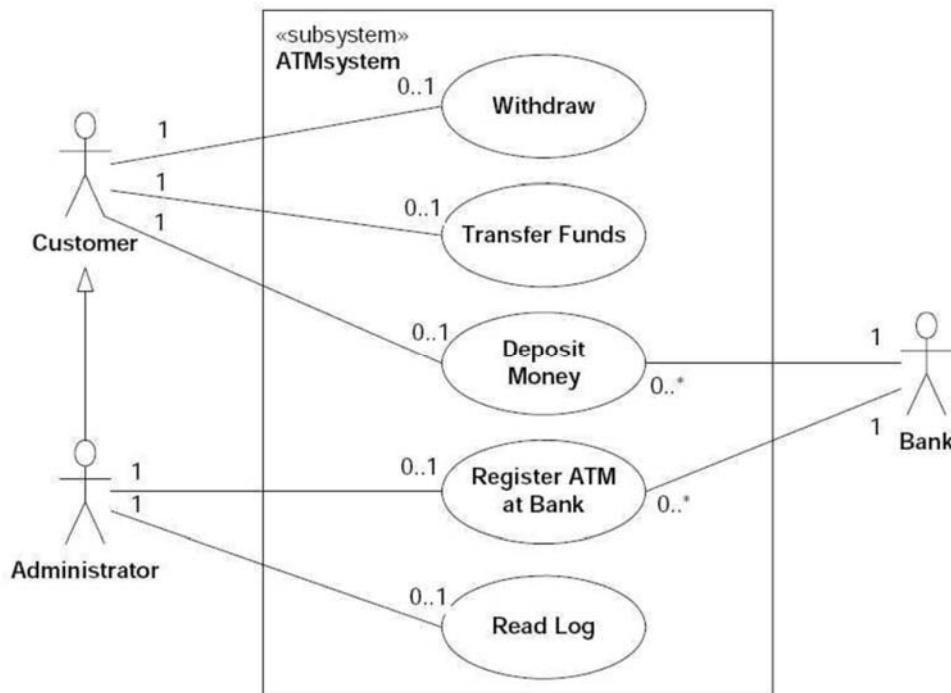 «subsystem»
ATMsystem
0..1
Withdraw
1
1
0..1
Transfer Funds
1
Customer
0..1
Deposit
Money
1
0..*
1
Bank
1
0..1
Register ATM
at Bank
0..*
1
Administrator
0..1
Read Log